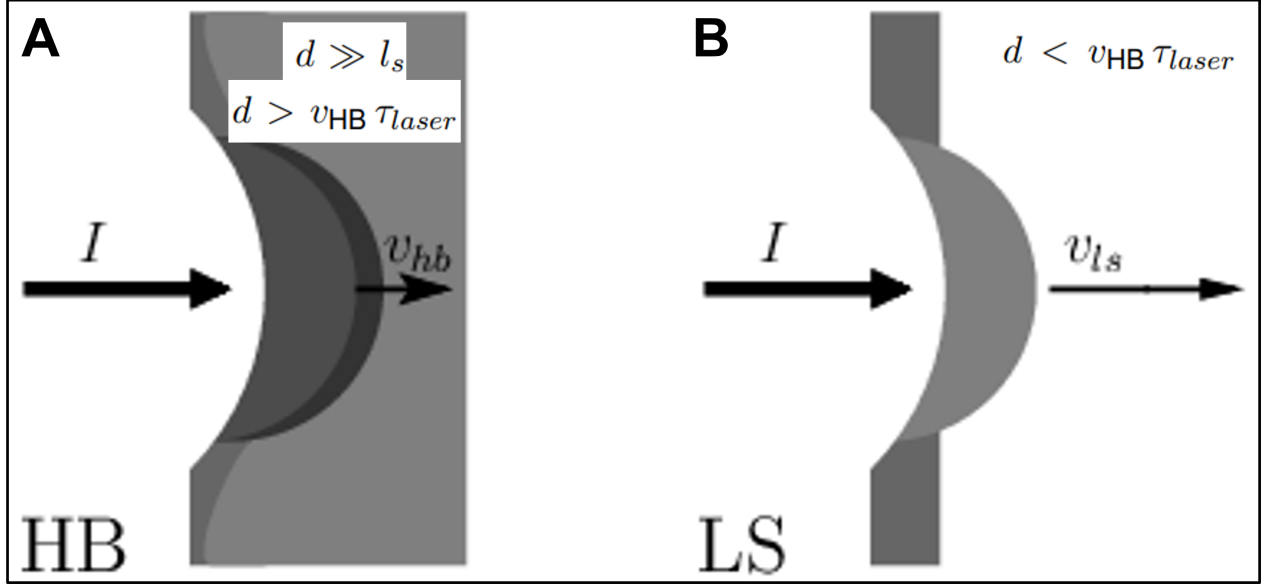 A
d ≫ l_s
d > v_HB τ_laser
I
v_hb
HB
B
d < v_HB τ_laser
I
v_ls
LS